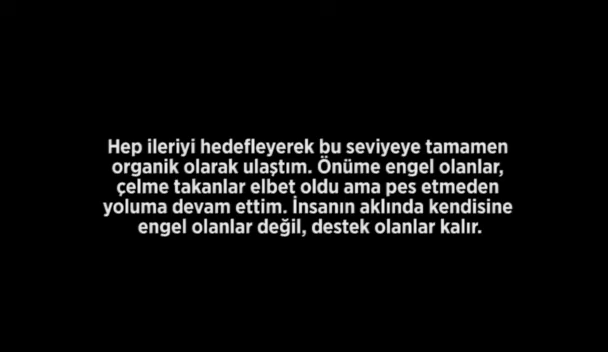 Hep ileriyi hedefleyerek bu seviyeye tamamen
organik olarak ulaştım. Önüme engel olanlar,
çelme takanlar elbet oldu ama pes etmeden
yoluma devam ettim. İnsanın aklında kendisine
engel olanlar değil, destek olanlar kalır.